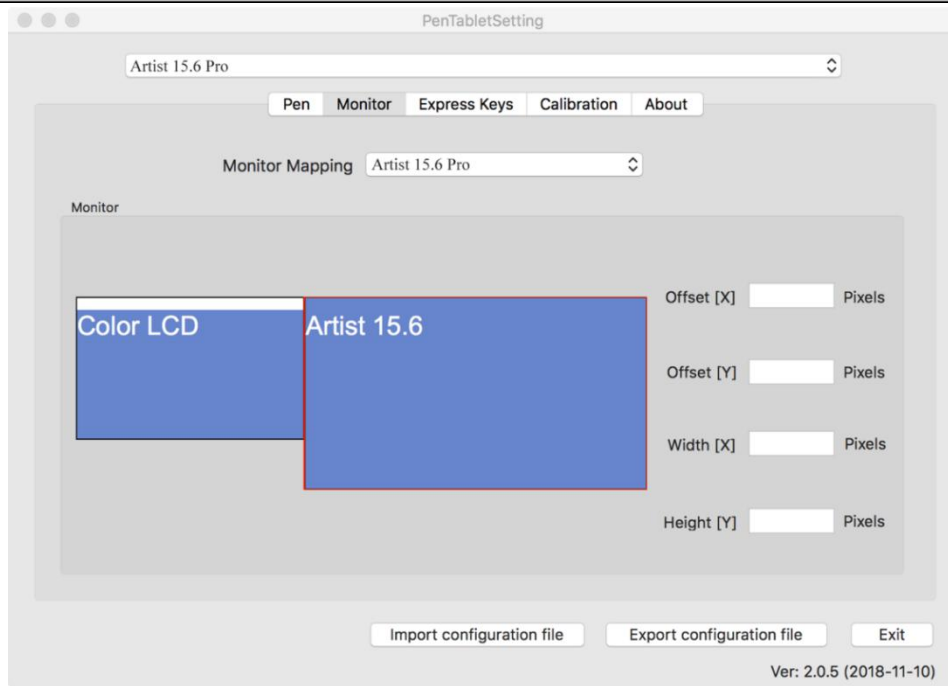 PenTabletSetting
Artist 15.6 Pro
Pen Monitor Express Keys Calibration About
Monitor Mapping Artist 15.6 Pro
Monitor
Color LCD
Artist 15.6
Offset [X] Pixels
Offset [Y] Pixels
Width [X] Pixels
Height [Y] Pixels
Import configuration file Export configuration file Exit
Ver: 2.0.5 (2018-11-10)